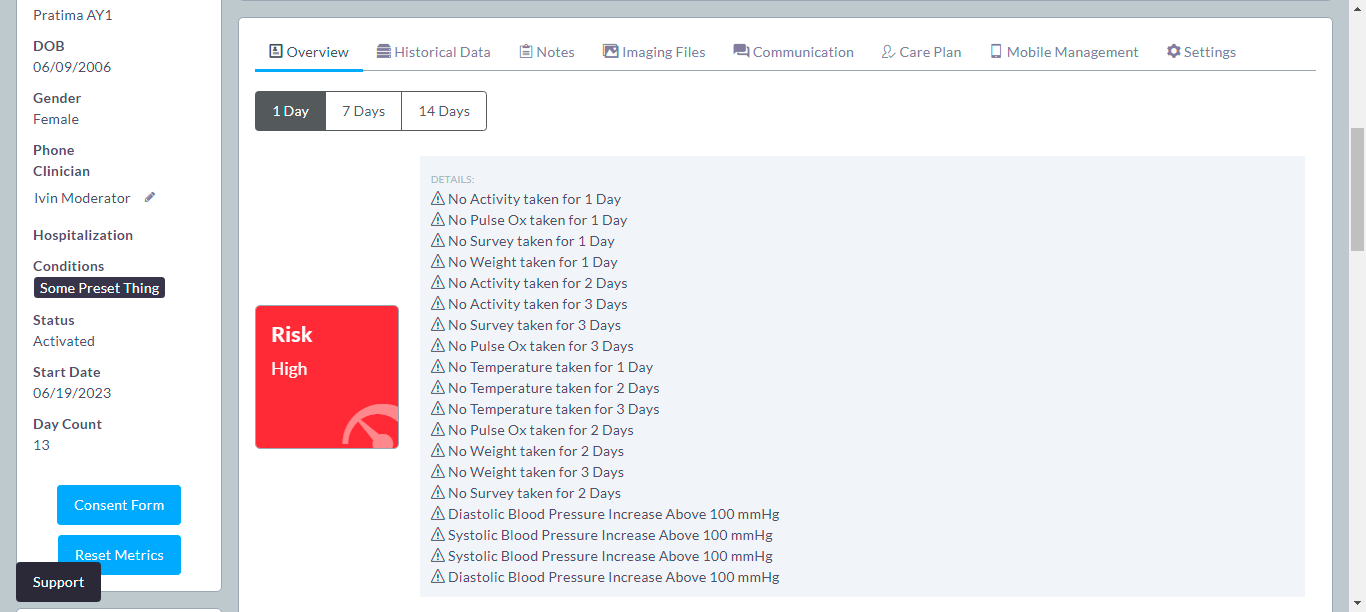 Pratima AY1
DOB
06/09/2006
Gender
Female
Phone
Clinician
Ivin Moderator
Hospitalization
Conditions
Some Preset Thing
Status
Activated
Start Date
06/19/2023
Day Count
13
Consent Form
Reset Metrics
Support
Overview Historical Data Notes Imaging Files Communication Care Plan Mobile Management Settings
1 Day 7 Days 14 Days
Risk
High
DETAILS:
No Activity taken for 1 Day
No Pulse Ox taken for 1 Day
No Survey taken for 1 Day
No Weight taken for 1 Day
No Activity taken for 2 Days
No Activity taken for 3 Days
No Survey taken for 3 Days
No Pulse Ox taken for 3 Days
No Temperature taken for 1 Day
No Temperature taken for 2 Days
No Temperature taken for 3 Days
No Pulse Ox taken for 2 Days
No Weight taken for 2 Days
No Weight taken for 3 Days
No Survey taken for 2 Days
Diastolic Blood Pressure Increase Above 100 mmHg
Systolic Blood Pressure Increase Above 100 mmHg
Systolic Blood Pressure Increase Above 100 mmHg
Diastolic Blood Pressure Increase Above 100 mmHg